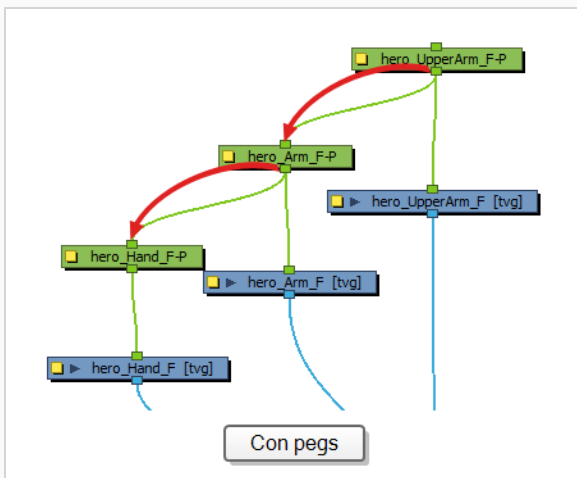 hero_UpperArm_F-P
hero_Arm_F-P
hero_UpperArm_F [tvg]
hero_Hand_F-P
hero_Arm_F [tvg]
hero_Hand_F [tvg]
Con pegs